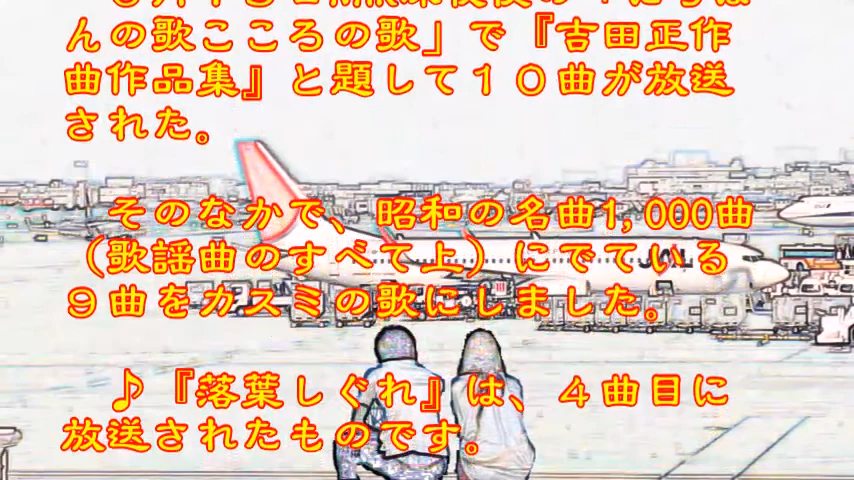 んの歌こころの歌」で『吉田正作
曲作品集』と題して１０曲が放送
された。
そのなかで、昭和の名曲1,000曲
（歌謡曲のすべて上）にでている
９曲をカスミの歌にしました。
JAL
♪『落葉しぐれ』は、４曲目に
放送されたものです。